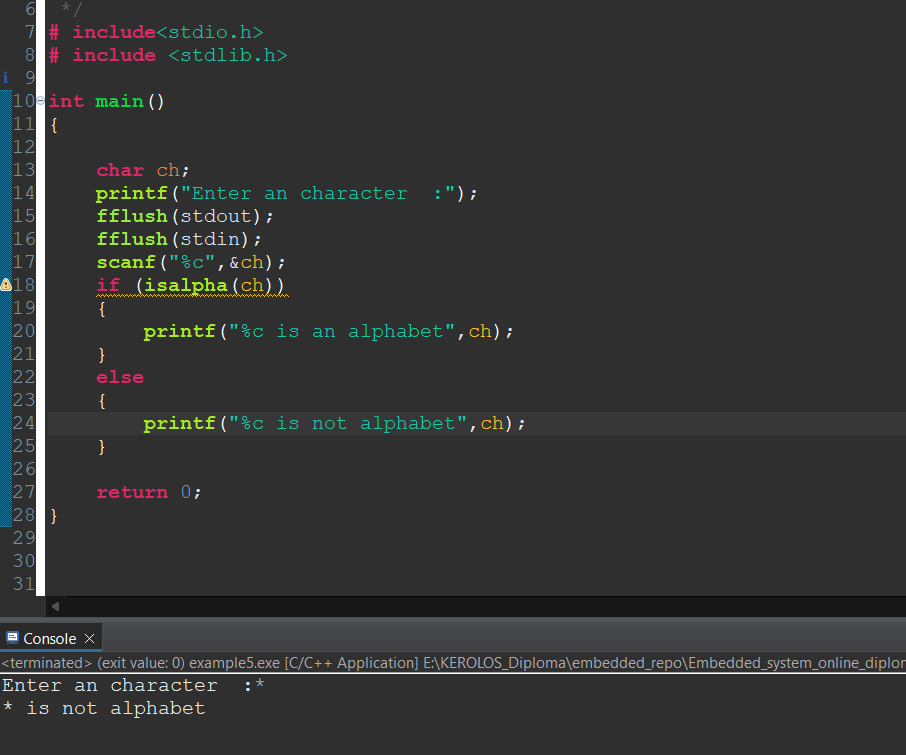 6 */
7 # include<stdio.h>
8 # include <stdlib.h>
i 9
10 int main()
11 {
12
13 char ch;
14 printf("Enter an character  :");
15 fflush(stdout);
16 fflush(stdin);
17 scanf("%c",&ch);
18 if (isalpha(ch))
19 {
20 printf("%c is an alphabet",ch);
21 }
22 else
23 {
24 printf("%c is not alphabet",ch);
25 }
26
27 return 0;
28 }
29
30
31
Console
<terminated> (exit value: 0) example5.exe [C/C++ Application] E:\KEROLOS_Diploma\embedded_repo\Embedded_system_online_diplom
Enter an character  :*
* is not alphabet